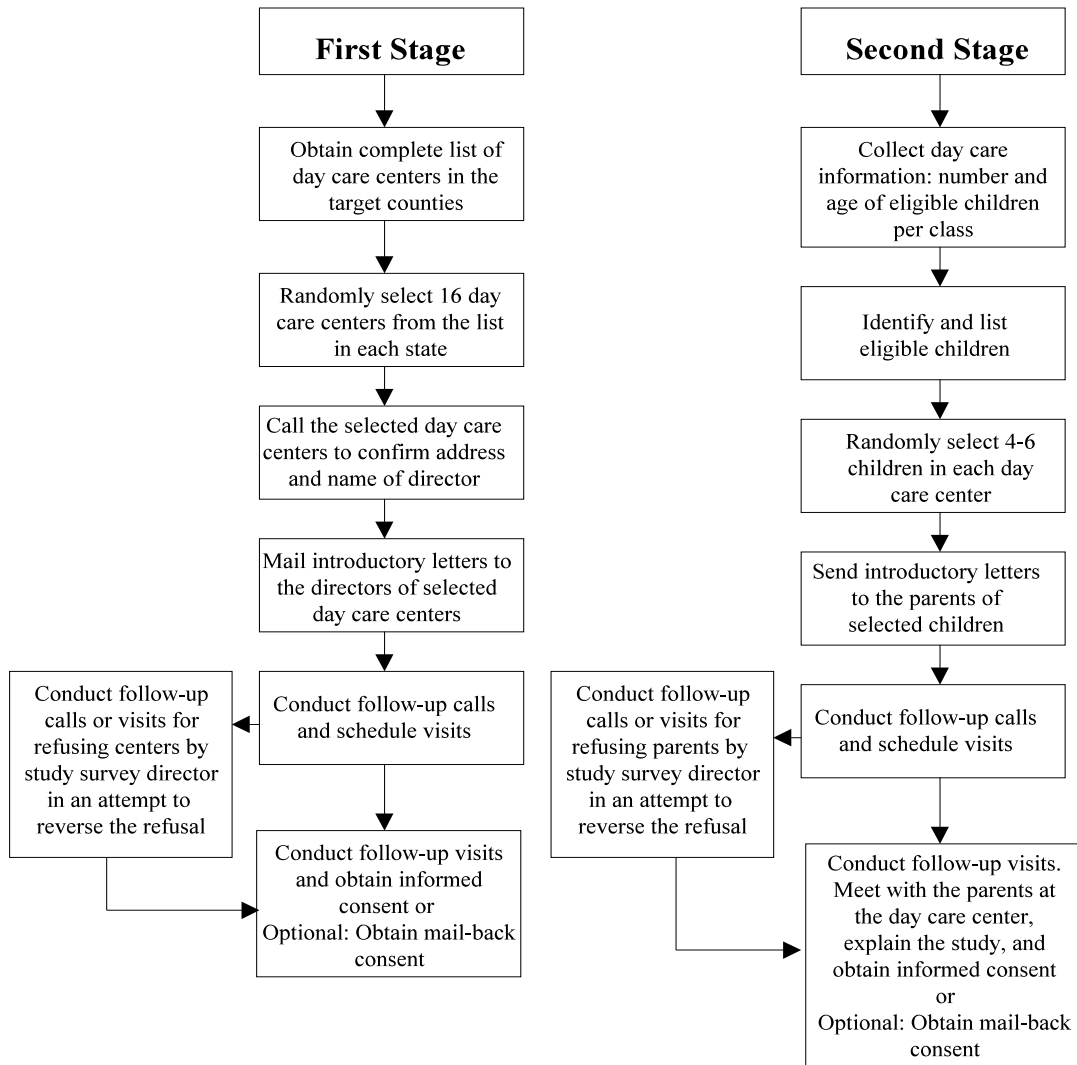 First Stage
Obtain complete list of
day care centers in the
target counties
Randomly select 16 day
care centers from the list
in each state
Call the selected day care
centers to confirm address
and name of director
Mail introductory letters to
the directors of selected
day care centers
Conduct follow-up calls
and schedule visits
Conduct follow-up
calls or visits for
refusing centers by
study survey director
in an attempt to
reverse the refusal
Conduct follow-up visits
and obtain informed
consent or
Optional: Obtain mail-back
consent
Second Stage
Collect day care
information: number and
age of eligible children
per class
Identify and list
eligible children
Randomly select 4-6
children in each day
care center
Send introductory letters
to the parents of
selected children
Conduct follow-up calls
and schedule visits
Conduct follow-up
calls or visits for
refusing parents by
study survey director
in an attempt to
reverse the refusal
Conduct follow-up visits.
Meet with the parents at
the day care center,
explain the study, and
obtain informed consent
or
Optional: Obtain mail-back
consent